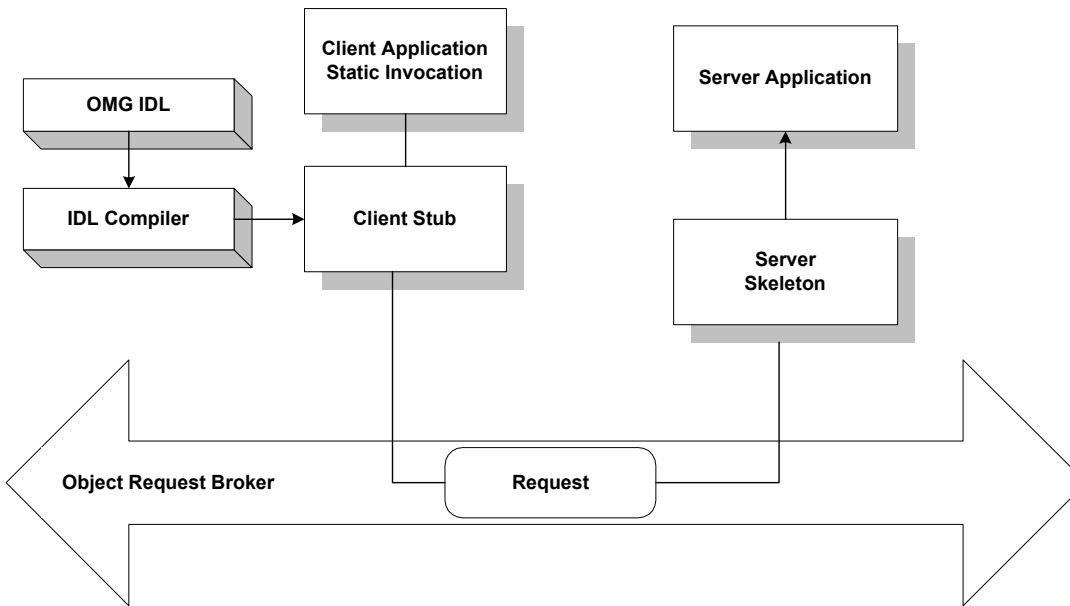 Client Application
Static Invocation
Server Application
OMG IDL
IDL Compiler
Client Stub
Server
Skeleton
Object Request Broker
Request